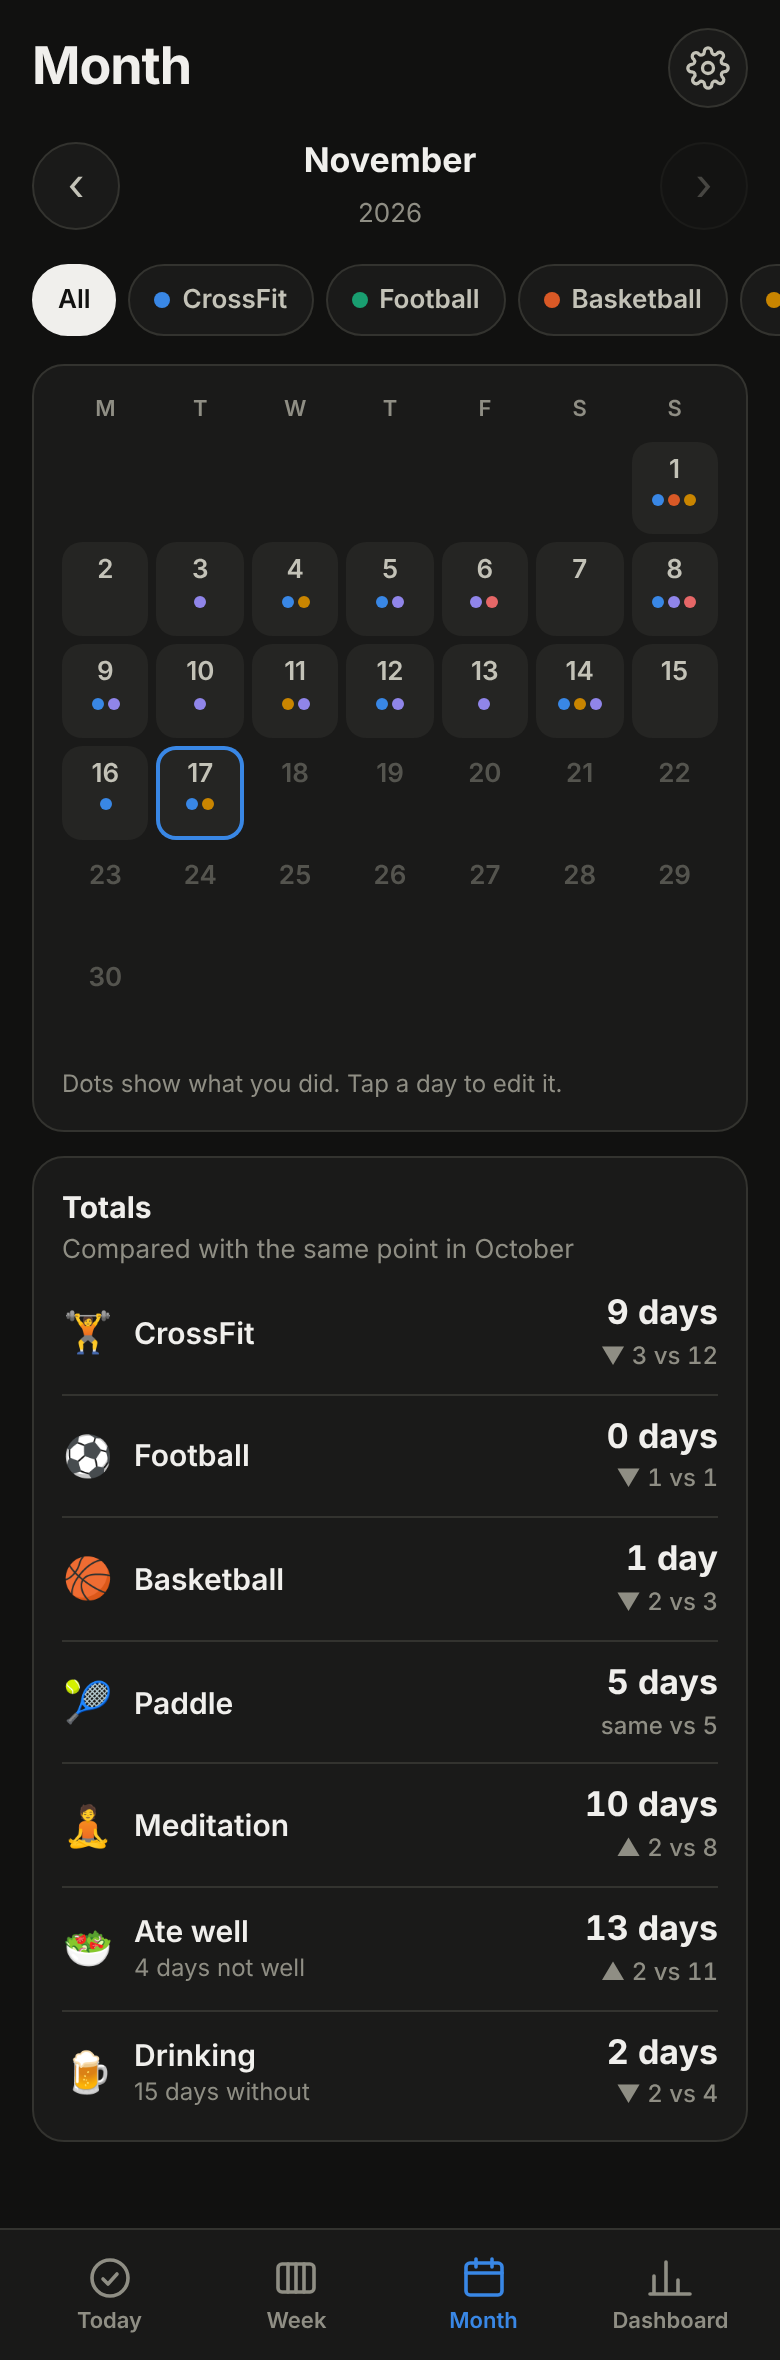 Month
November
2026
All CrossFit Football Basketball
M T W T F S S
1
2 3 4 5 6 7 8
9 10 11 12 13 14 15
16 17 18 19 20 21 22
23 24 25 26 27 28 29
30
Dots show what you did. Tap a day to edit it.
Totals
Compared with the same point in October
CrossFit 9 days
▼ 3 vs 12
Football 0 days
▼ 1 vs 1
Basketball 1 day
▼ 2 vs 3
Paddle 5 days
same vs 5
Meditation 10 days
▲ 2 vs 8
Ate well 13 days
4 days not well ▲ 2 vs 11
Drinking 2 days
15 days without ▼ 2 vs 4
Today Week Month Dashboard